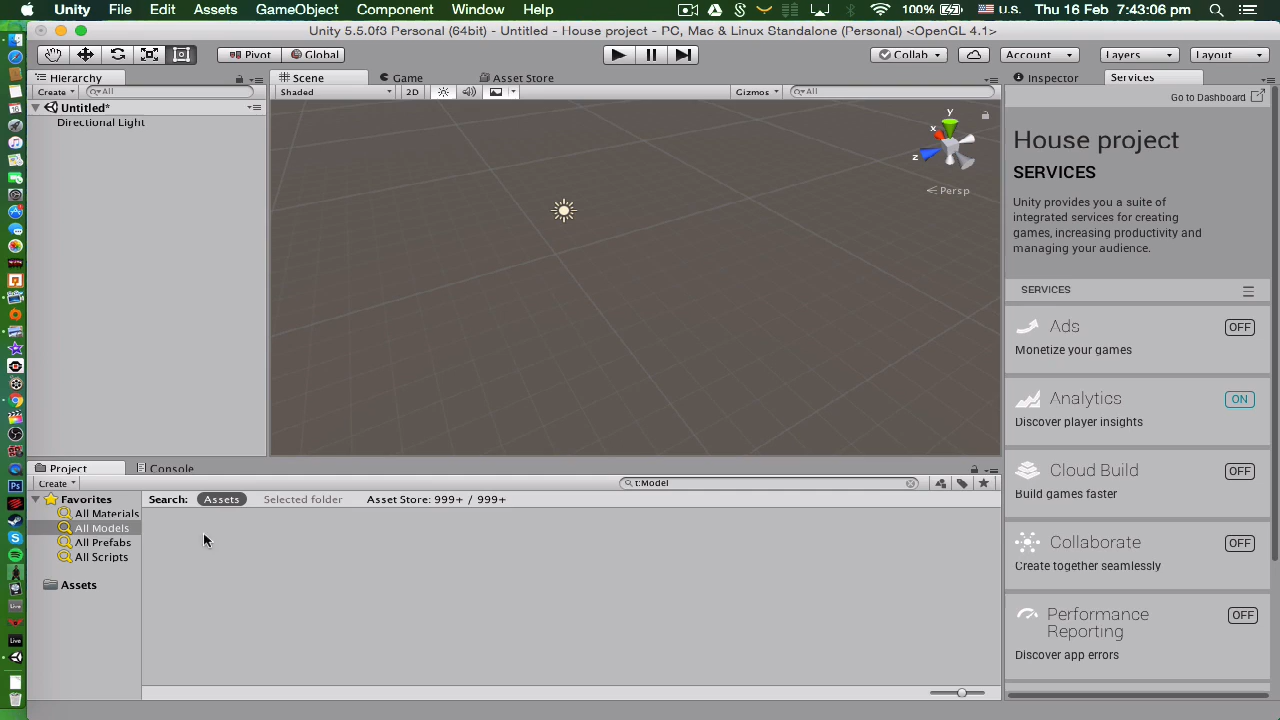 Unity File Edit Assets GameObject Component Window Help 100% U.S. Thu 16 Feb 7:43:06 pm
Unity 5.5.0f3 Personal (64bit) - Untitled - House project - PC, Mac & Linux Standalone (Personal) <OpenGL 4.1>
Pivot Global Collab Account Layers Layout
Hierarchy Scene Game Asset Store Inspector Services
Create All Shaded 2D Gizmos All Go to Dashboard
Untitled*
Directional Light
y
x
z
Persp
House project
SERVICES
Unity provides you a suite of
integrated services for creating
games, increasing productivity and
managing your audience.
SERVICES
Ads OFF
Monetize your games
Analytics ON
Discover player insights
Cloud Build OFF
Build games faster
Collaborate OFF
Create together seamlessly
Performance
Reporting OFF
Discover app errors
Project Console
Create t:Model
Favorites Search: Assets Selected folder Asset Store: 999+ / 999+
All Materials
All Models
All Prefabs
All Scripts
Assets